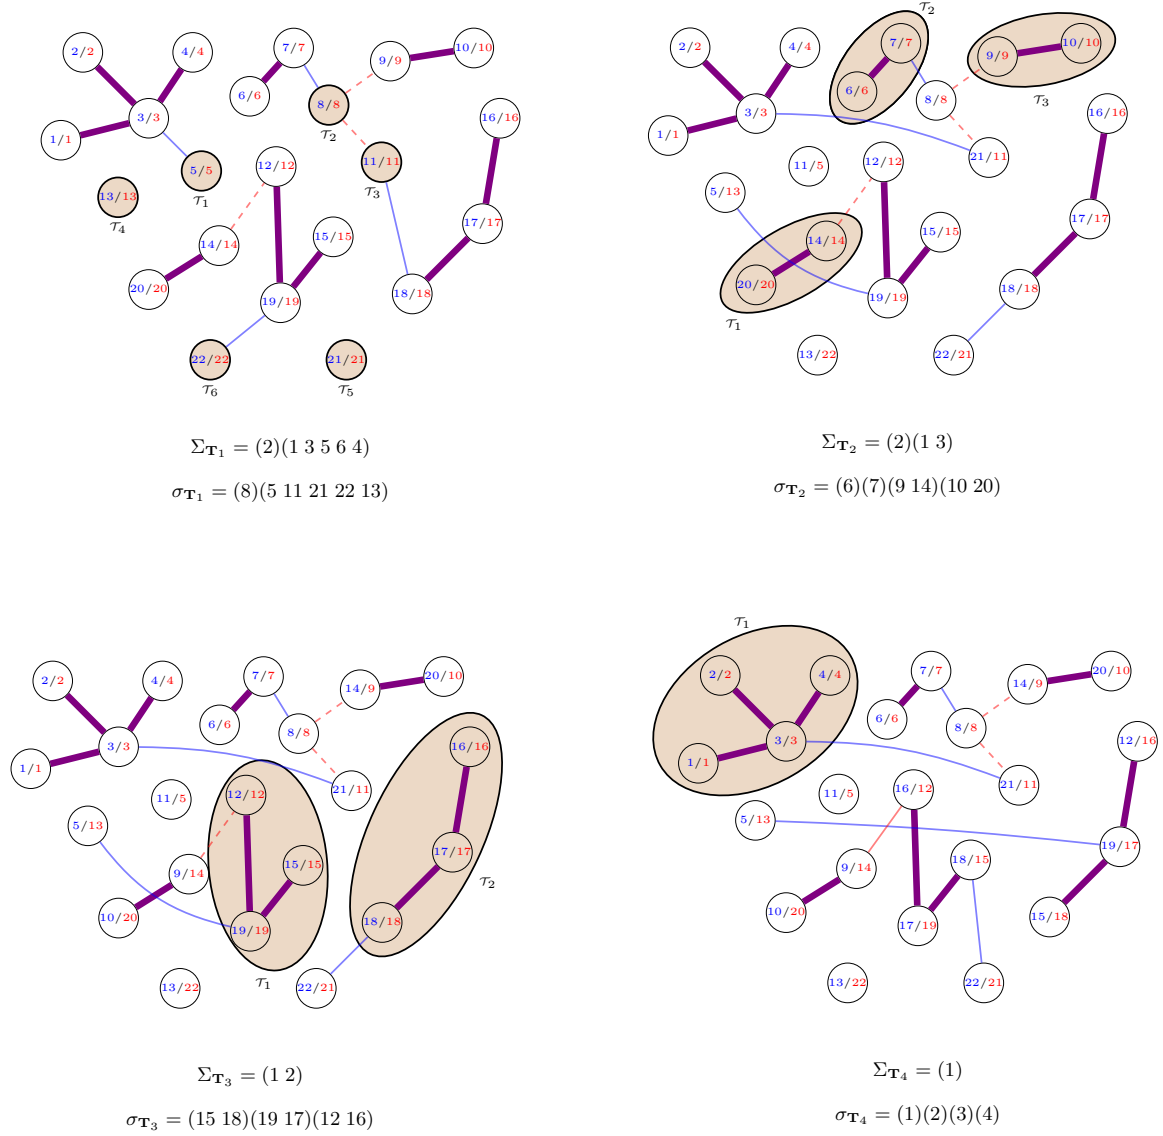 2/2 4/4 7/7 9/9 10/10
6/6 8/8
τ₂
1/1 3/3 16/16
5/5 12/12 11/11
τ₁ τ₃
13/13
τ₄
14/14 15/15 17/17
20/20 19/19 18/18
22/22 21/21
τ₆ τ₅
Σ_T₁ = (2)(1 3 5 6 4)
σ_T₁ = (8)(5 11 21 22 13)
τ₂
2/2 4/4 7/7 9/9 10/10
6/6 8/8 τ₃
1/1 3/3 16/16
11/5 12/12 21/11
5/13
14/14 15/15 17/17
20/20 19/19 18/18
τ₁
13/22 22/21
Σ_T₂ = (2)(1 3)
σ_T₂ = (6)(7)(9 14)(10 20)
2/2 4/4 7/7 14/9 20/10
6/6 8/8
1/1 3/3 16/16
11/5 12/12 21/11
5/13
9/14 15/15 17/17
τ₂
10/20 19/19 18/18
τ₁
13/22 22/21
Σ_T₃ = (1 2)
σ_T₃ = (15 18)(19 17)(12 16)
τ₁
2/2 4/4 7/7 14/9 20/10
6/6 8/8
1/1 3/3 12/16
11/5 16/12 21/11
5/13
9/14 18/15 19/17
10/20 17/19 15/18
13/22 22/21
Σ_T₄ = (1)
σ_T₄ = (1)(2)(3)(4)